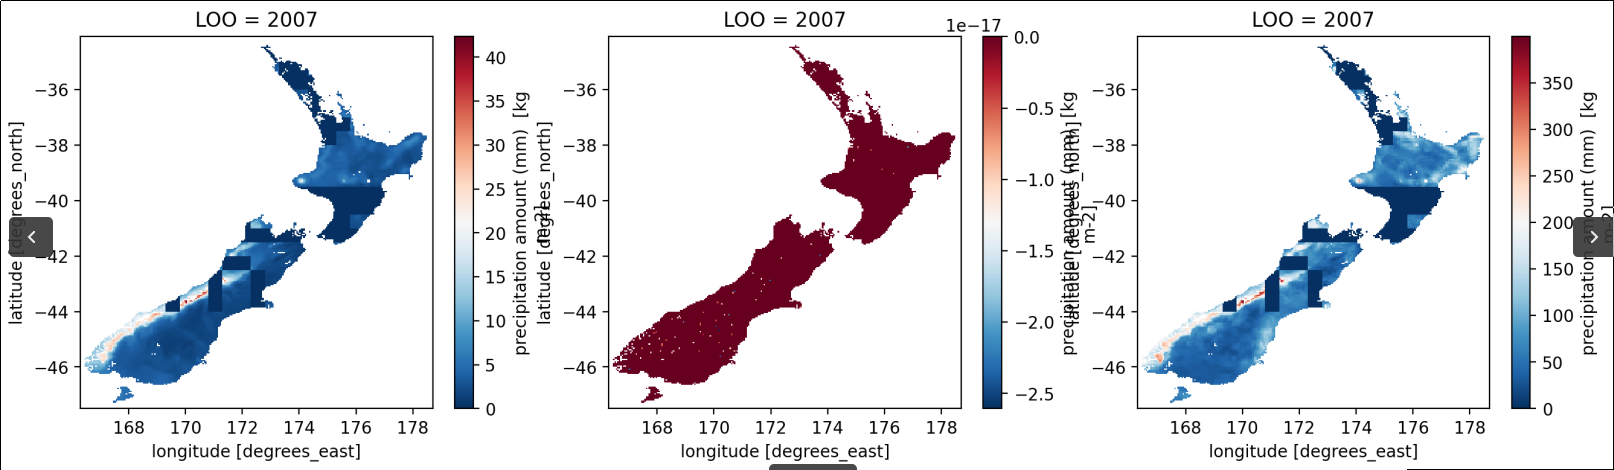 LOO = 2007
−36
−38
−40
−42
−44
−46
latitude [degrees_north]
168 170 172 174 176 178
longitude [degrees_east]
40
35
30
25
20
15
10
5
0
precipitation amount (mm) [kg
m-2]
LOO = 2007
1e−17
−36
−38
−40
−42
−44
−46
latitude [degrees_north]
168 170 172 174 176 178
longitude [degrees_east]
0.0
−0.5
−1.0
−1.5
−2.0
−2.5
precipitation amount (mm) [kg
m-2]
LOO = 2007
−36
−38
−40
−42
−44
−46
latitude [degrees_north]
168 170 172 174 176 178
longitude [degrees_east]
350
300
250
200
150
100
50
0
precipitation amount (mm) [kg
m-2]